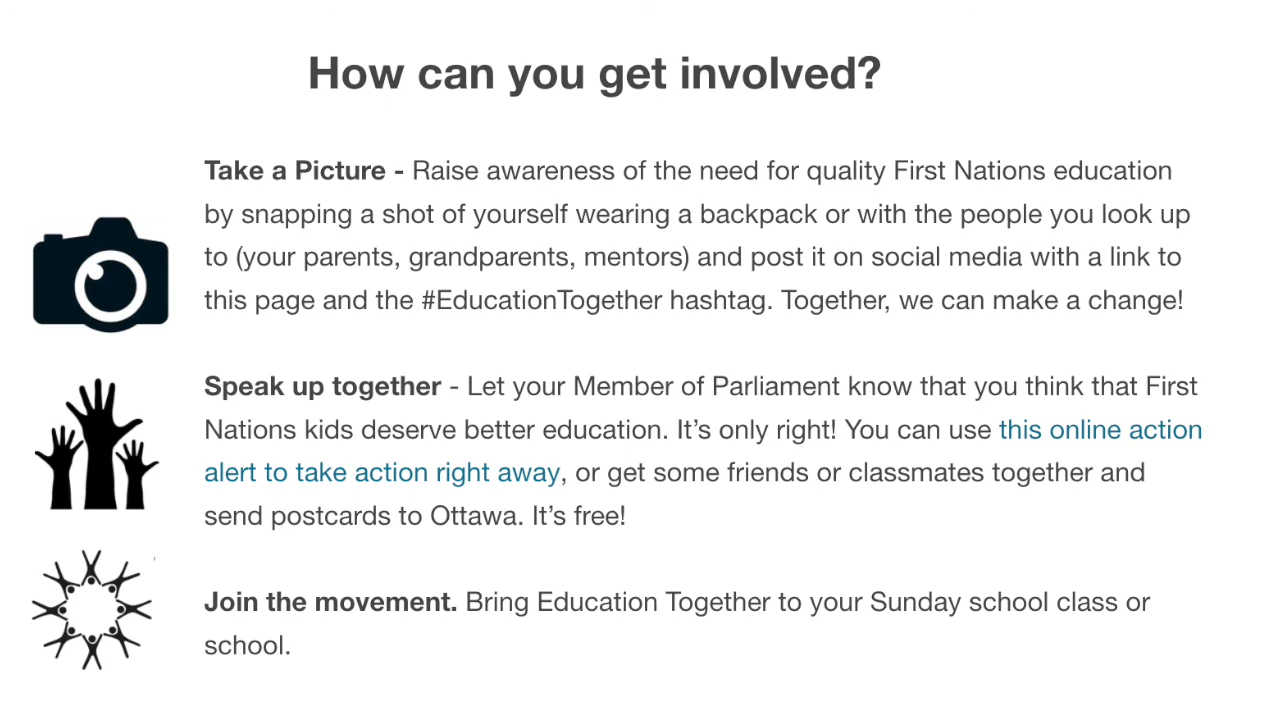 How can you get involved?
Take a Picture - Raise awareness of the need for quality First Nations education
by snapping a shot of yourself wearing a backpack or with the people you look up
to (your parents, grandparents, mentors) and post it on social media with a link to
this page and the #EducationTogether hashtag. Together, we can make a change!
Speak up together - Let your Member of Parliament know that you think that First
Nations kids deserve better education. It’s only right! You can use this online action
alert to take action right away, or get some friends or classmates together and
send postcards to Ottawa. It’s free!
Join the movement. Bring Education Together to your Sunday school class or
school.